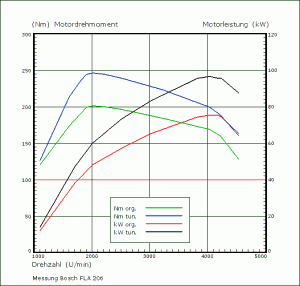 (Nm) Motordrehmoment Motorleistung (kW)
300 120
250 100
200 80
150 60
100 40
50 20
0 0
1000 2000 3000 4000 5000
Nm org.
Nm tun.
kW org.
kW tun.
Drehzahl (U/min)
Messung Bosch FLA 206